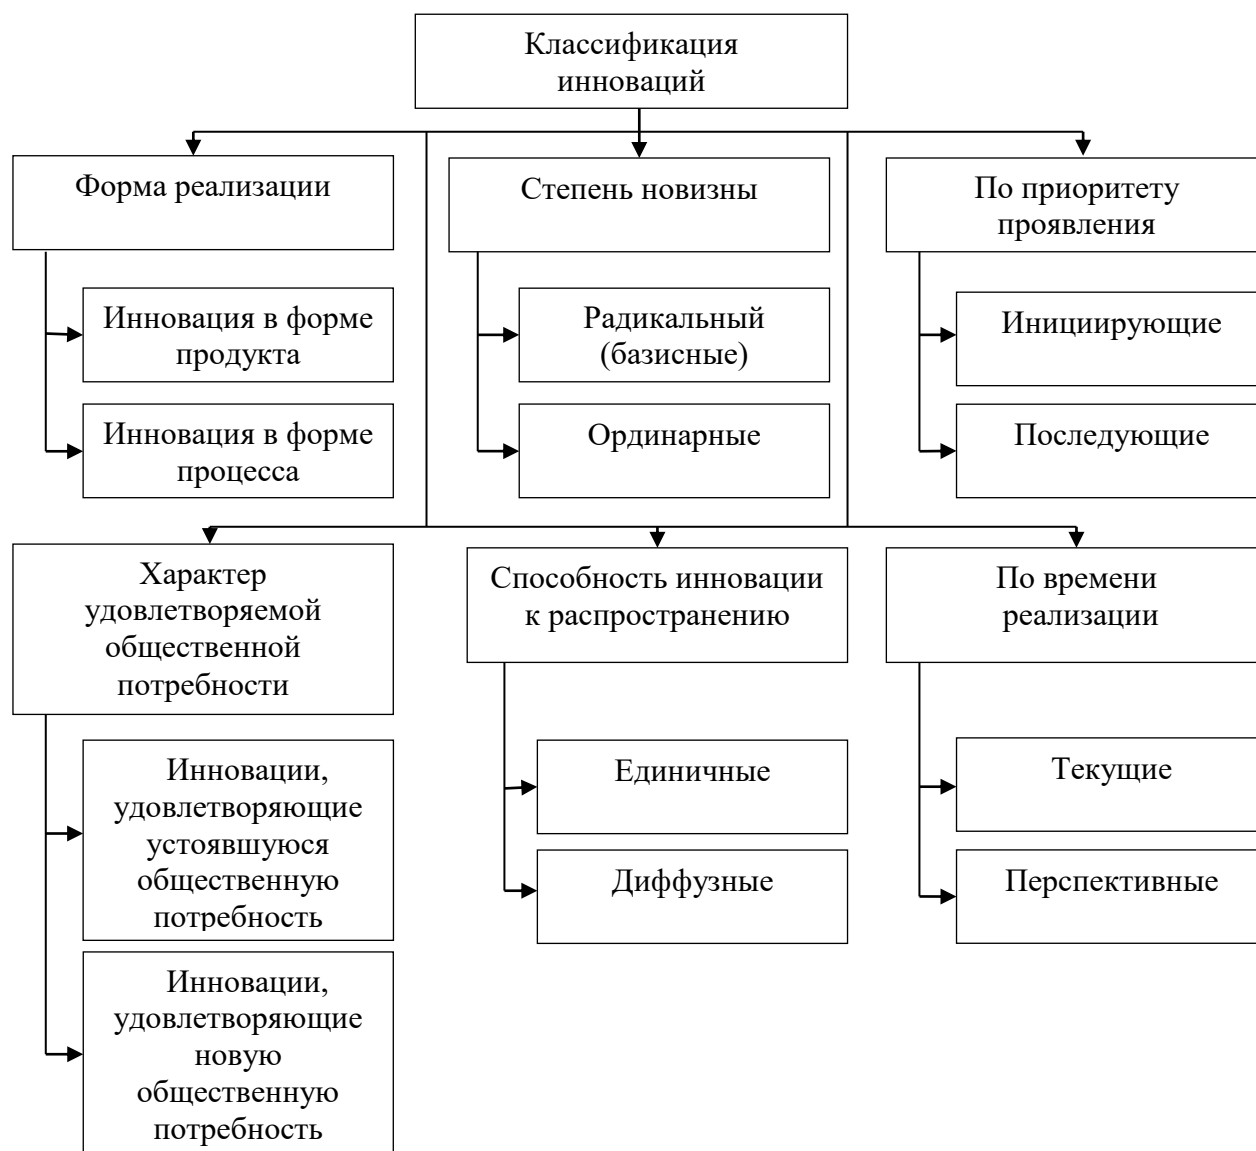 Классификация
инноваций
Форма реализации
Степень новизны
По приоритету
проявления
Инновация в форме
продукта
Радикальный
(базисные)
Инициирующие
Инновация в форме
процесса
Ординарные
Последующие
Характер
удовлетворяемой
общественной
потребности
Способность инновации
к распространению
По времени
реализации
Инновации,
удовлетворяющие
устоявшуюся
общественную
потребность
Единичные
Текущие
Диффузные
Перспективные
Инновации,
удовлетворяющие
новую
общественную
потребность